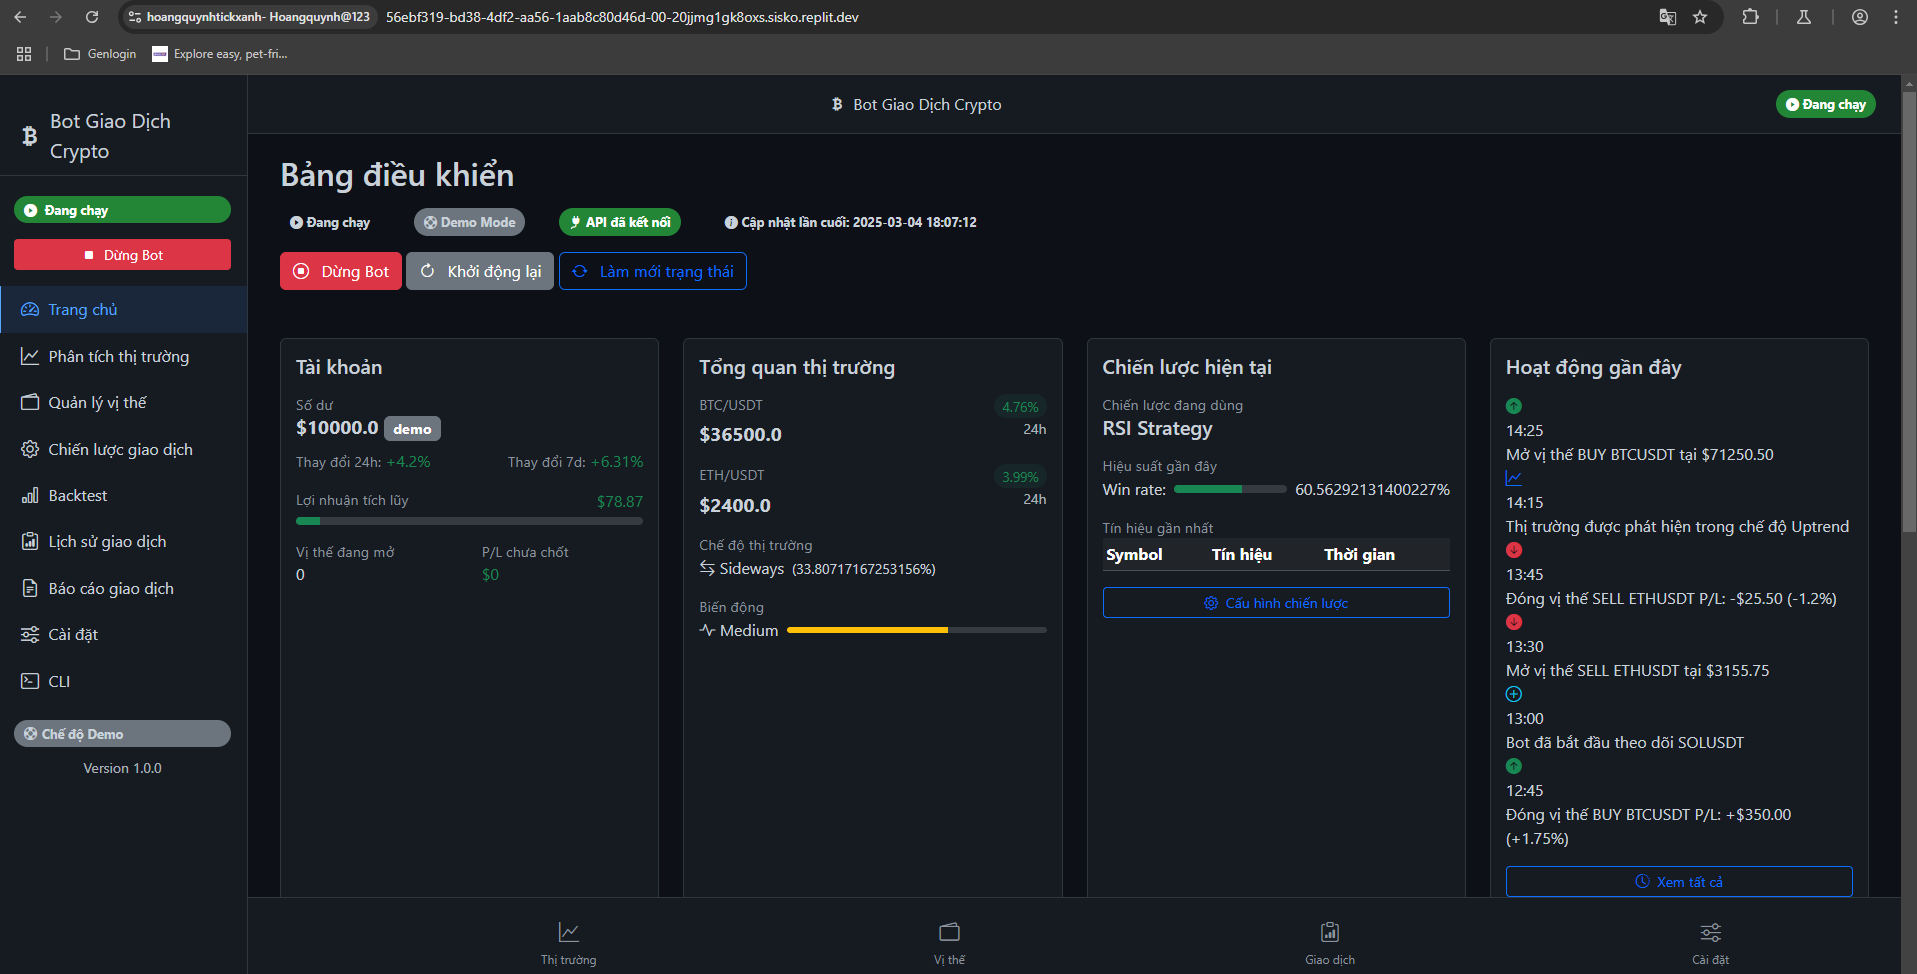 hoangquynhtickxanh- Hoangquynh@123
56ebf319-bd38-4df2-aa56-1aab8c80d46d-00-20jjmg1gk8oxs.sisko.replit.dev
Genlogin
Explore easy, pet-fri...
Bot Giao Dịch
Crypto
Đang chạy
Dừng Bot
Trang chủ
Phân tích thị trường
Quản lý vị thế
Chiến lược giao dịch
Backtest
Lịch sử giao dịch
Báo cáo giao dịch
Cài đặt
CLI
Chế độ Demo
Version 1.0.0
Bot Giao Dịch Crypto
Đang chạy
Bảng điều khiển
Đang chạy
Demo Mode
API đã kết nối
Cập nhật lần cuối: 2025-03-04 18:07:12
Dừng Bot
Khởi động lại
Làm mới trạng thái
Tài khoản
Số dư
$10000.0 demo
Thay đổi 24h: +4.2%
Thay đổi 7d: +6.31%
Lợi nhuận tích lũy
$78.87
Vị thế đang mở
0
P/L chưa chốt
$0
Tổng quan thị trường
BTC/USDT
4.76%
$36500.0
24h
ETH/USDT
3.99%
$2400.0
24h
Chế độ thị trường
Sideways (33.80717167253156%)
Biến động
Medium
Chiến lược hiện tại
Chiến lược đang dùng
RSI Strategy
Hiệu suất gần đây
Win rate: 60.56292131400227%
Tín hiệu gần nhất
Symbol Tín hiệu Thời gian
Cấu hình chiến lược
Hoạt động gần đây
14:25
Mở vị thế BUY BTCUSDT tại $71250.50
14:15
Thị trường được phát hiện trong chế độ Uptrend
13:45
Đóng vị thế SELL ETHUSDT P/L: -$25.50 (-1.2%)
13:30
Mở vị thế SELL ETHUSDT tại $3155.75
13:00
Bot đã bắt đầu theo dõi SOLUSDT
12:45
Đóng vị thế BUY BTCUSDT P/L: +$350.00
(+1.75%)
Xem tất cả
Thị trường
Vị thế
Giao dịch
Cài đặt